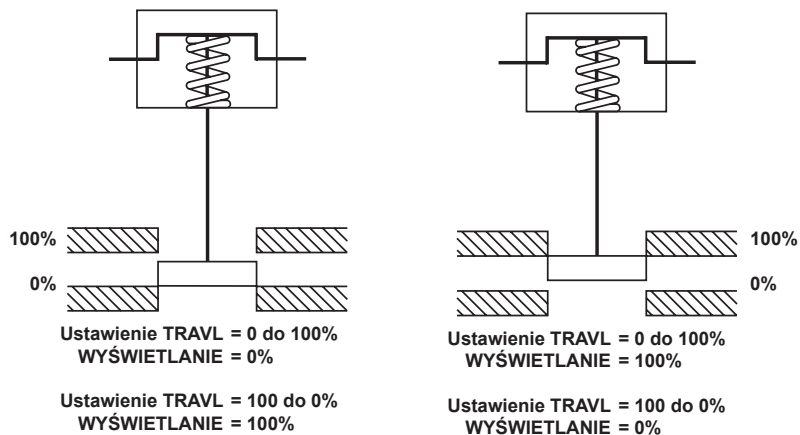 100%
0%
Ustawienie TRAVL = 0 do 100%
WYŚWIETLANIE = 0%
Ustawienie TRAVL = 100 do 0%
WYŚWIETLANIE = 100%
100%
0%
Ustawienie TRAVL = 0 do 100%
WYŚWIETLANIE = 100%
Ustawienie TRAVL = 100 do 0%
WYŚWIETLANIE = 0%